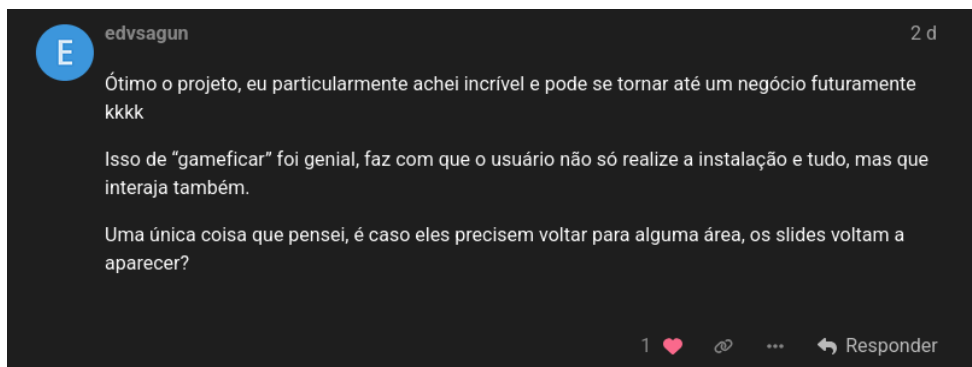 E
edvsagun
2 d
Ótimo o projeto, eu particularmente achei incrível e pode se tornar até um negócio futuramente
kkkk
Isso de “gameficar” foi genial, faz com que o usuário não só realize a instalação e tudo, mas que
interaja também.
Uma única coisa que pensei, é caso eles precisem voltar para alguma área, os slides voltam a
aparecer?
1
Responder